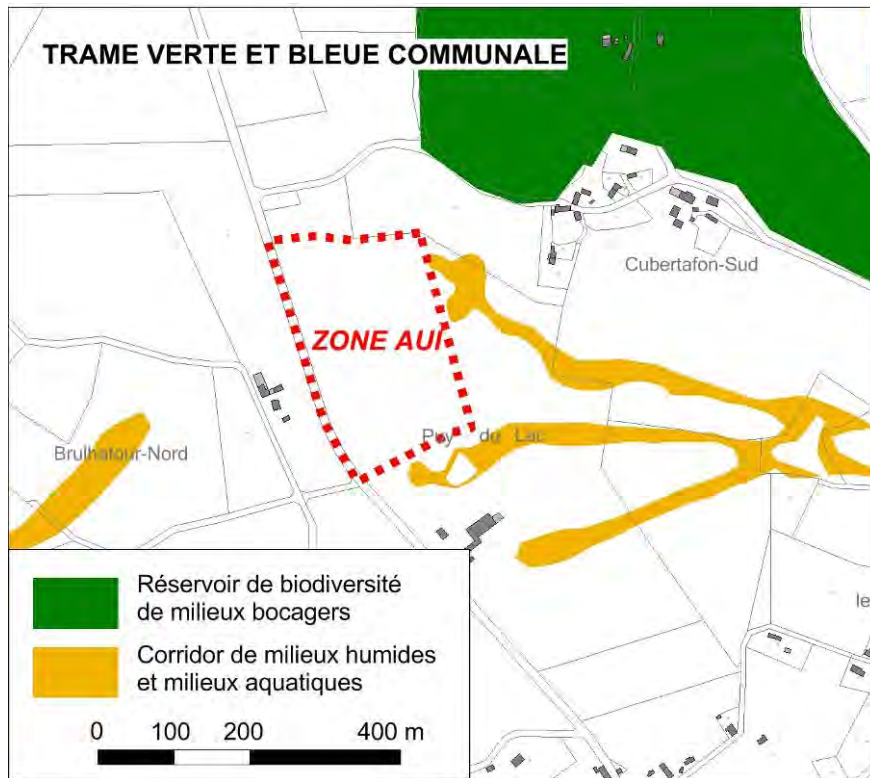 TRAME VERTE ET BLEUE COMMUNALE
Cubertafon-Sud
ZONE AUI
Puy du Lac
Brulhatour-Nord
le
Réservoir de biodiversité
de milieux bocagers
Corridor de milieux humides
et milieux aquatiques
0 100 200 400 m